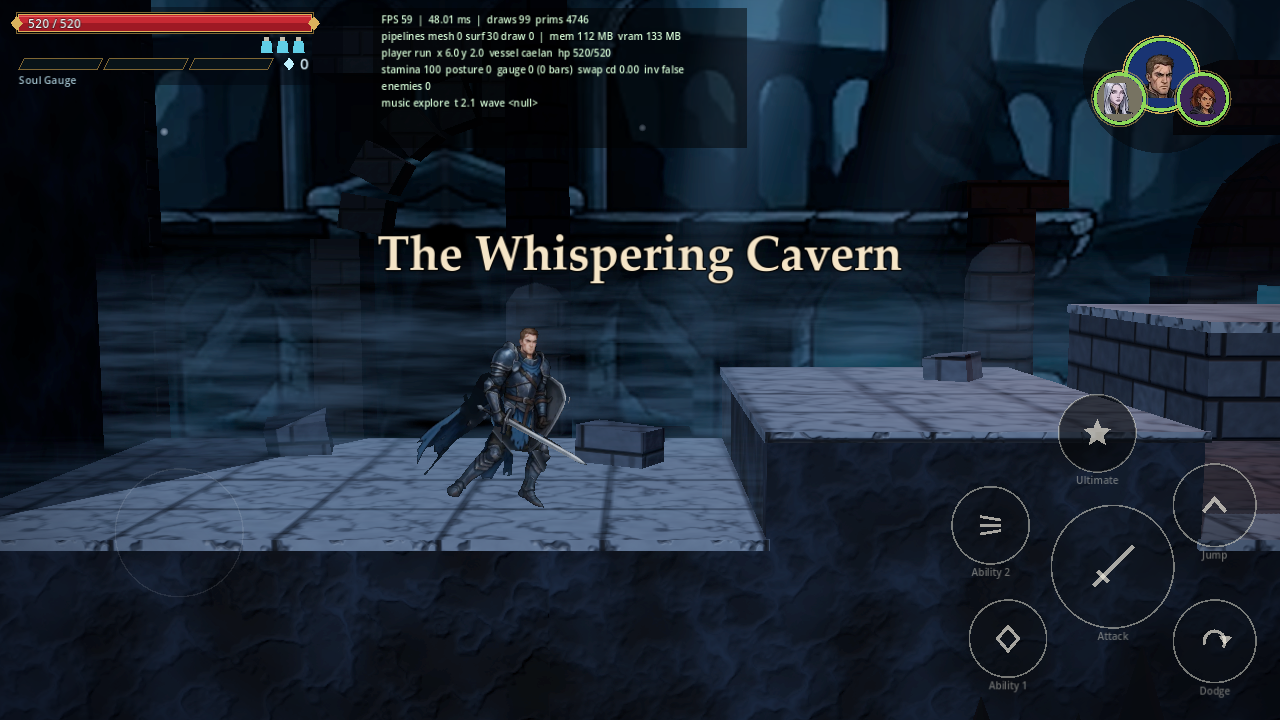 520 / 520
0
Soul Gauge
FPS 59 | 48.01 ms | draws 99 prims 4746
pipelines mesh 0 surf 30 draw 0 | mem 112 MB vram 133 MB
player run x 6.0 y 2.0 vessel caelan hp 520/520
stamina 100 posture 0 gauge 0 (0 bars) swap cd 0.00 inv false
enemies 0
music explore t 2.1 wave <null>
The Whispering Cavern
Ultimate
Ability 2
Jump
Attack
Ability 1
Dodge